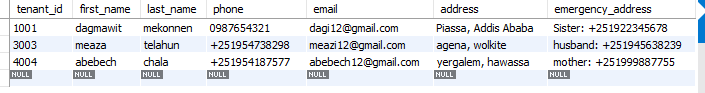 tenant_id first_name last_name phone email address emergency_address
1001 dagmawit mekonnen 0987654321 dagi12@gmail.com Piassa, Addis Ababa Sister: +251922345678
3003 meaza telahun +251954738298 meazi12@gmail.com agena, wolkite husband: +251945638239
4004 abebech chala +251954187577 abebech12@gmail.com yergalem, hawassa mother: +251999887755
NULL NULL NULL NULL NULL NULL NULL